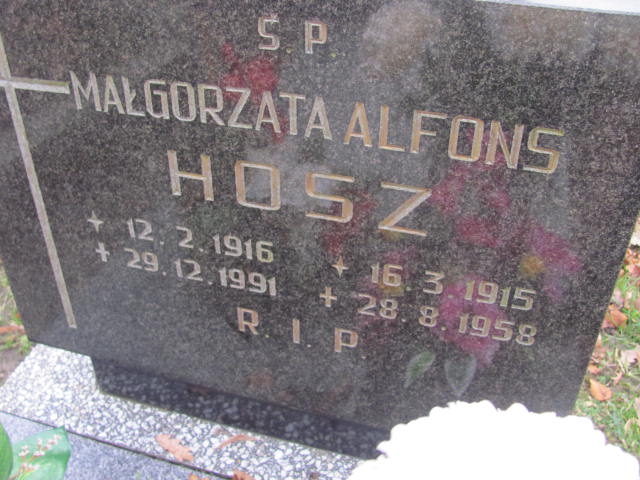 S. P.
MAŁGORZATA ALFONS
HOSZ
+ 12. 2. 1916 + 16. 3. 1915
+ 29. 12. 1991 + 28. 8. 1958
R. I. P.